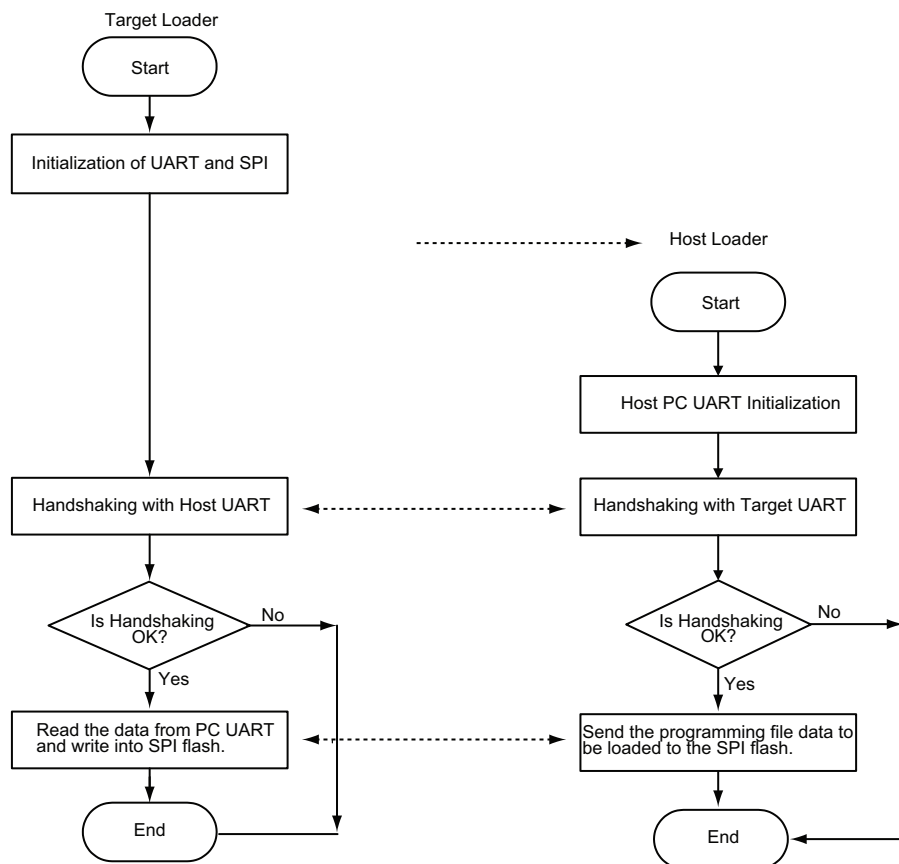 Target Loader
Start
Initialization of UART and SPI
Host Loader
Start
Host PC UART Initialization
Handshaking with Host UART
Handshaking with Target UART
Is Handshaking
OK?
No
Yes
Is Handshaking
OK?
No
Yes
Read the data from PC UART
and write into SPI flash.
Send the programming file data to
be loaded to the SPI flash.
End
End